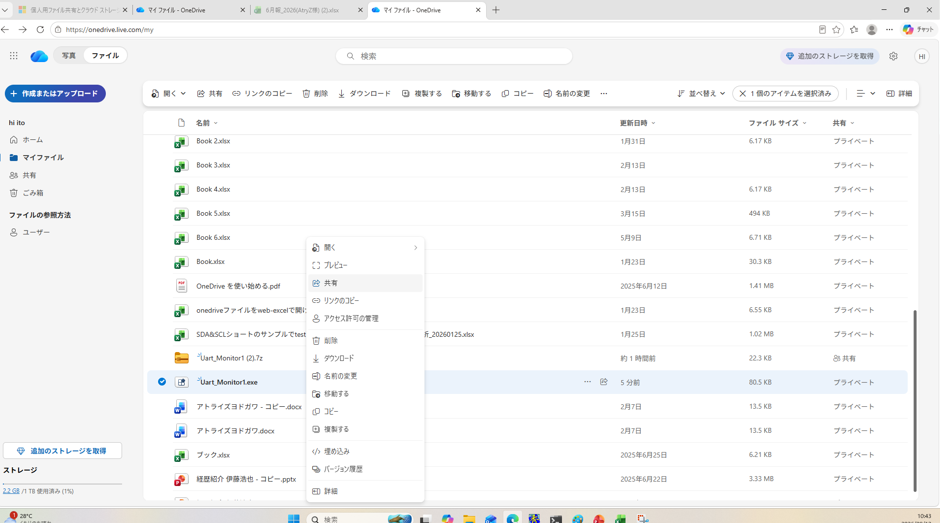 個人用ファイル共有とクラウド ストレー
マイ ファイル - OneDrive
6月報_2026(AtryZ様) (2).xlsx
マイ ファイル - OneDrive
https://onedrive.live.com/my
チャット
写真 ファイル
検索
追加のストレージを取得
HI
作成またはアップロード
開く 共有 リンクのコピー 削除 ダウンロード 複製する 移動する コピー 名前の変更 ... 並べ替え 1 個のアイテムを選択済み 詳細
hi ito
ホーム
マイファイル
共有
ごみ箱
ファイルの参照方法
ユーザー
名前 更新日時 ファイル サイズ 共有
Book 2.xlsx 1月31日 6.17 KB プライベート
Book 3.xlsx 2月13日 プライベート
Book 4.xlsx 2月13日 6.17 KB プライベート
Book 5.xlsx 3月15日 494 KB プライベート
Book 6.xlsx 5月9日 6.71 KB プライベート
Book.xlsx 1月23日 30.3 KB プライベート
OneDrive を使い始める.pdf 2025年6月12日 1.41 MB プライベート
onedriveファイルをweb-excelで開い 1月23日 6.55 KB プライベート
SDA&SCLショートのサンプルでtest 析_20260125.xlsx 1月25日 1.02 MB プライベート
Uart_Monitor1 (2).7z 約 1 時間前 22.3 KB 共有
Uart_Monitor1.exe 5 分前 80.5 KB プライベート
アトライズヨドガワ - コピー.docx 2月7日 13.5 KB プライベート
アトライズヨドガワ.docx 2月7日 13.5 KB プライベート
ブック.xlsx 2025年6月25日 6.21 KB プライベート
経歴紹介 伊藤浩也 - コピー.pptx 2025年6月22日 3.33 MB プライベート
開く
プレビュー
共有
リンクのコピー
アクセス許可の管理
削除
ダウンロード
名前の変更
移動する
コピー
複製する
埋め込み
バージョン履歴
詳細
追加のストレージを取得
ストレージ
2.2 GB /1 TB 使用済み (1%)
1
28°C
検索
10:43